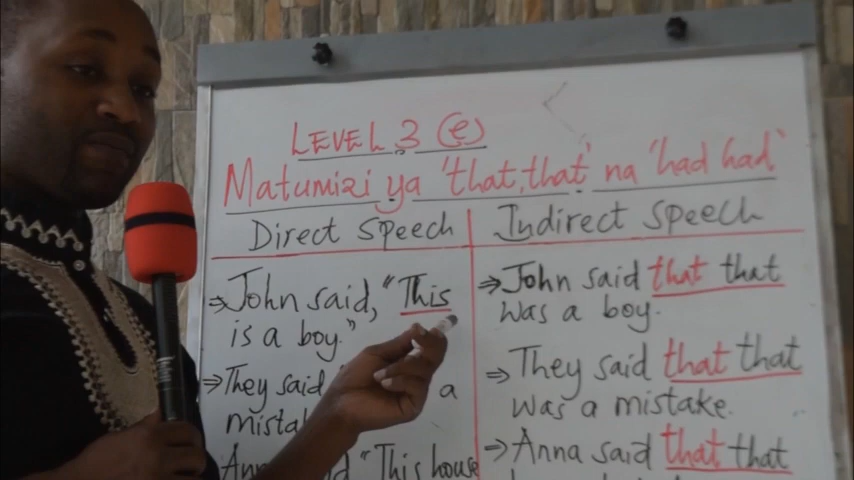 LEVEL 3 (e)
Matumizi ya 'that, that' na 'had had'
Direct Speech
Indirect Speech
⇒ John said, "This
is a boy."
⇒ They said
a
mista
"This house
⇒ John said that that
was a boy.
⇒ They said that that
was a mistake.
⇒ Anna said that that